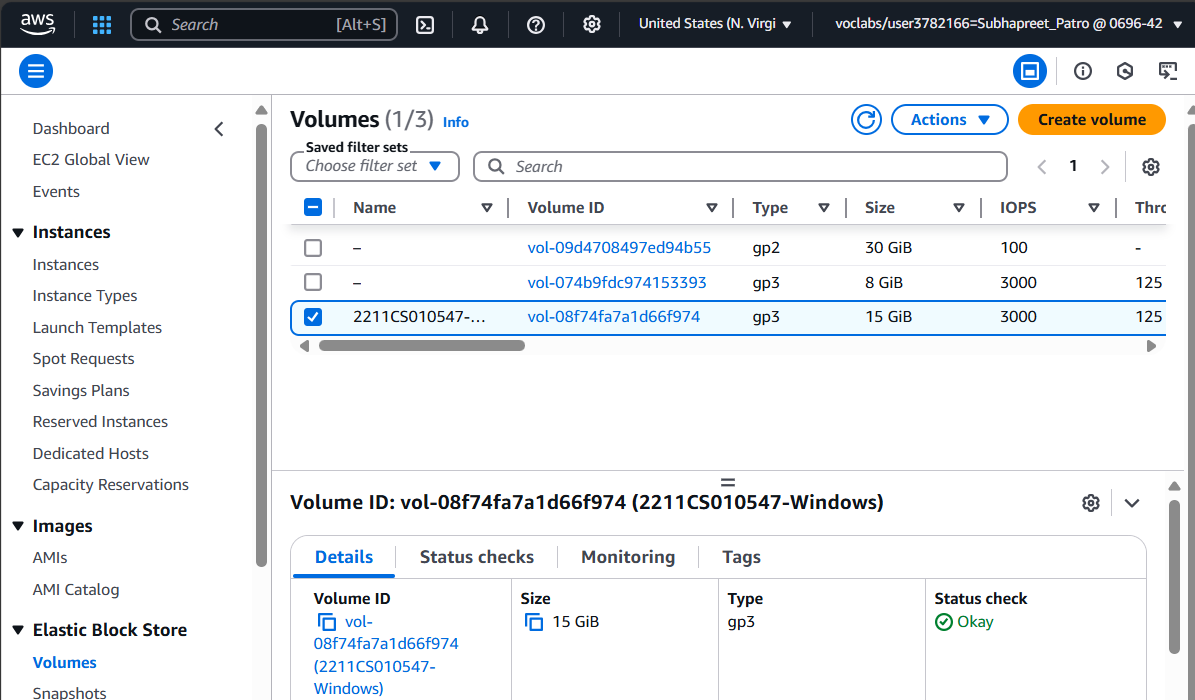 aws
Search [Alt+S]
United States (N. Virgi
voclabs/user3782166=Subhapreet_Patro @ 0696-42
Dashboard
EC2 Global View
Events
Instances
Instances
Instance Types
Launch Templates
Spot Requests
Savings Plans
Reserved Instances
Dedicated Hosts
Capacity Reservations
Images
AMIs
AMI Catalog
Elastic Block Store
Volumes
Snapshots
Volumes (1/3) Info
Actions
Create volume
Saved filter sets
Choose filter set
Search
1
Name Volume ID Type Size IOPS Thro
– vol-09d4708497ed94b55 gp2 30 GiB 100 -
– vol-074b9fdc974153393 gp3 8 GiB 3000 125
2211CS010547-... vol-08f74fa7a1d66f974 gp3 15 GiB 3000 125
Volume ID: vol-08f74fa7a1d66f974 (2211CS010547-Windows)
Details Status checks Monitoring Tags
Volume ID
vol-
08f74fa7a1d66f974
(2211CS010547-
Windows)
Size
15 GiB
Type
gp3
Status check
Okay